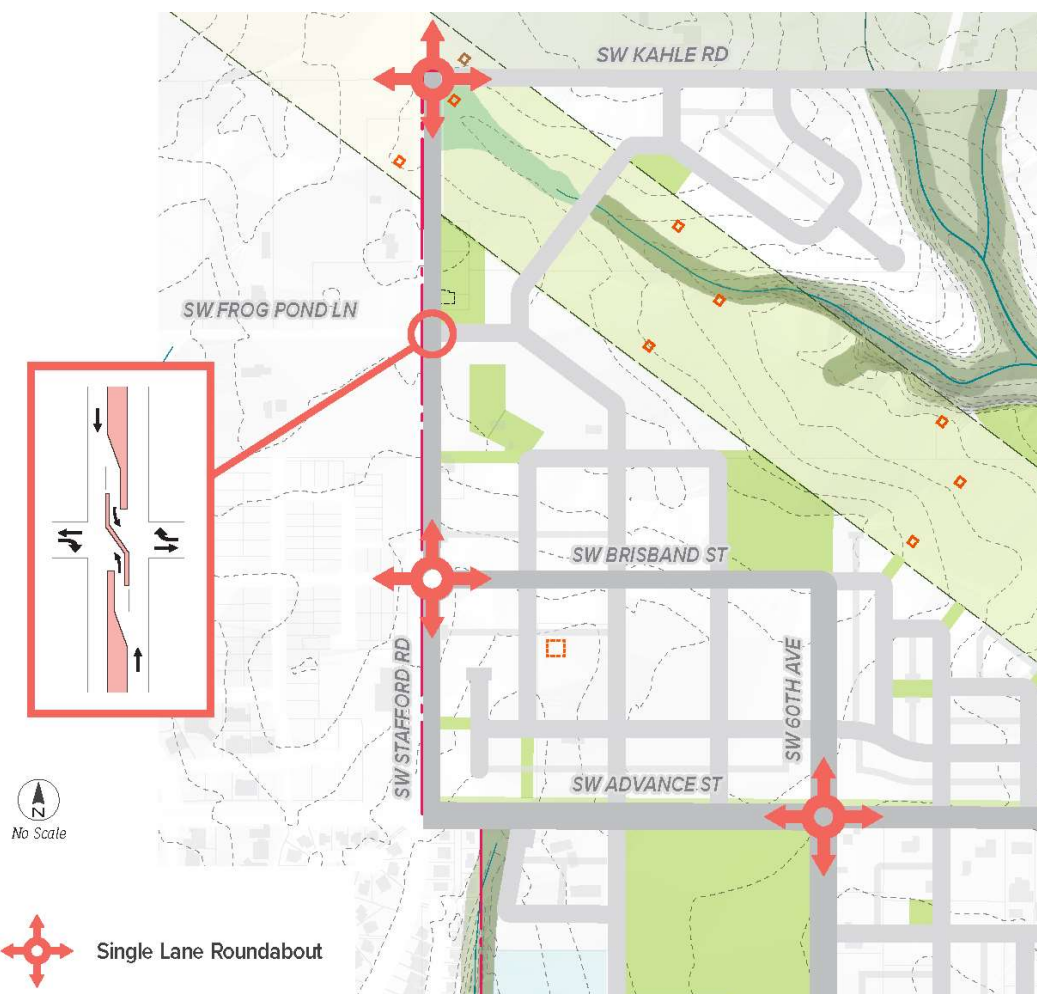 SW KAHLE RD
SW FROG POND LN
SW BRISBAND ST
SW STAFFORD RD
SW 60TH AVE
SW ADVANCE ST
N
No Scale
Single Lane Roundabout